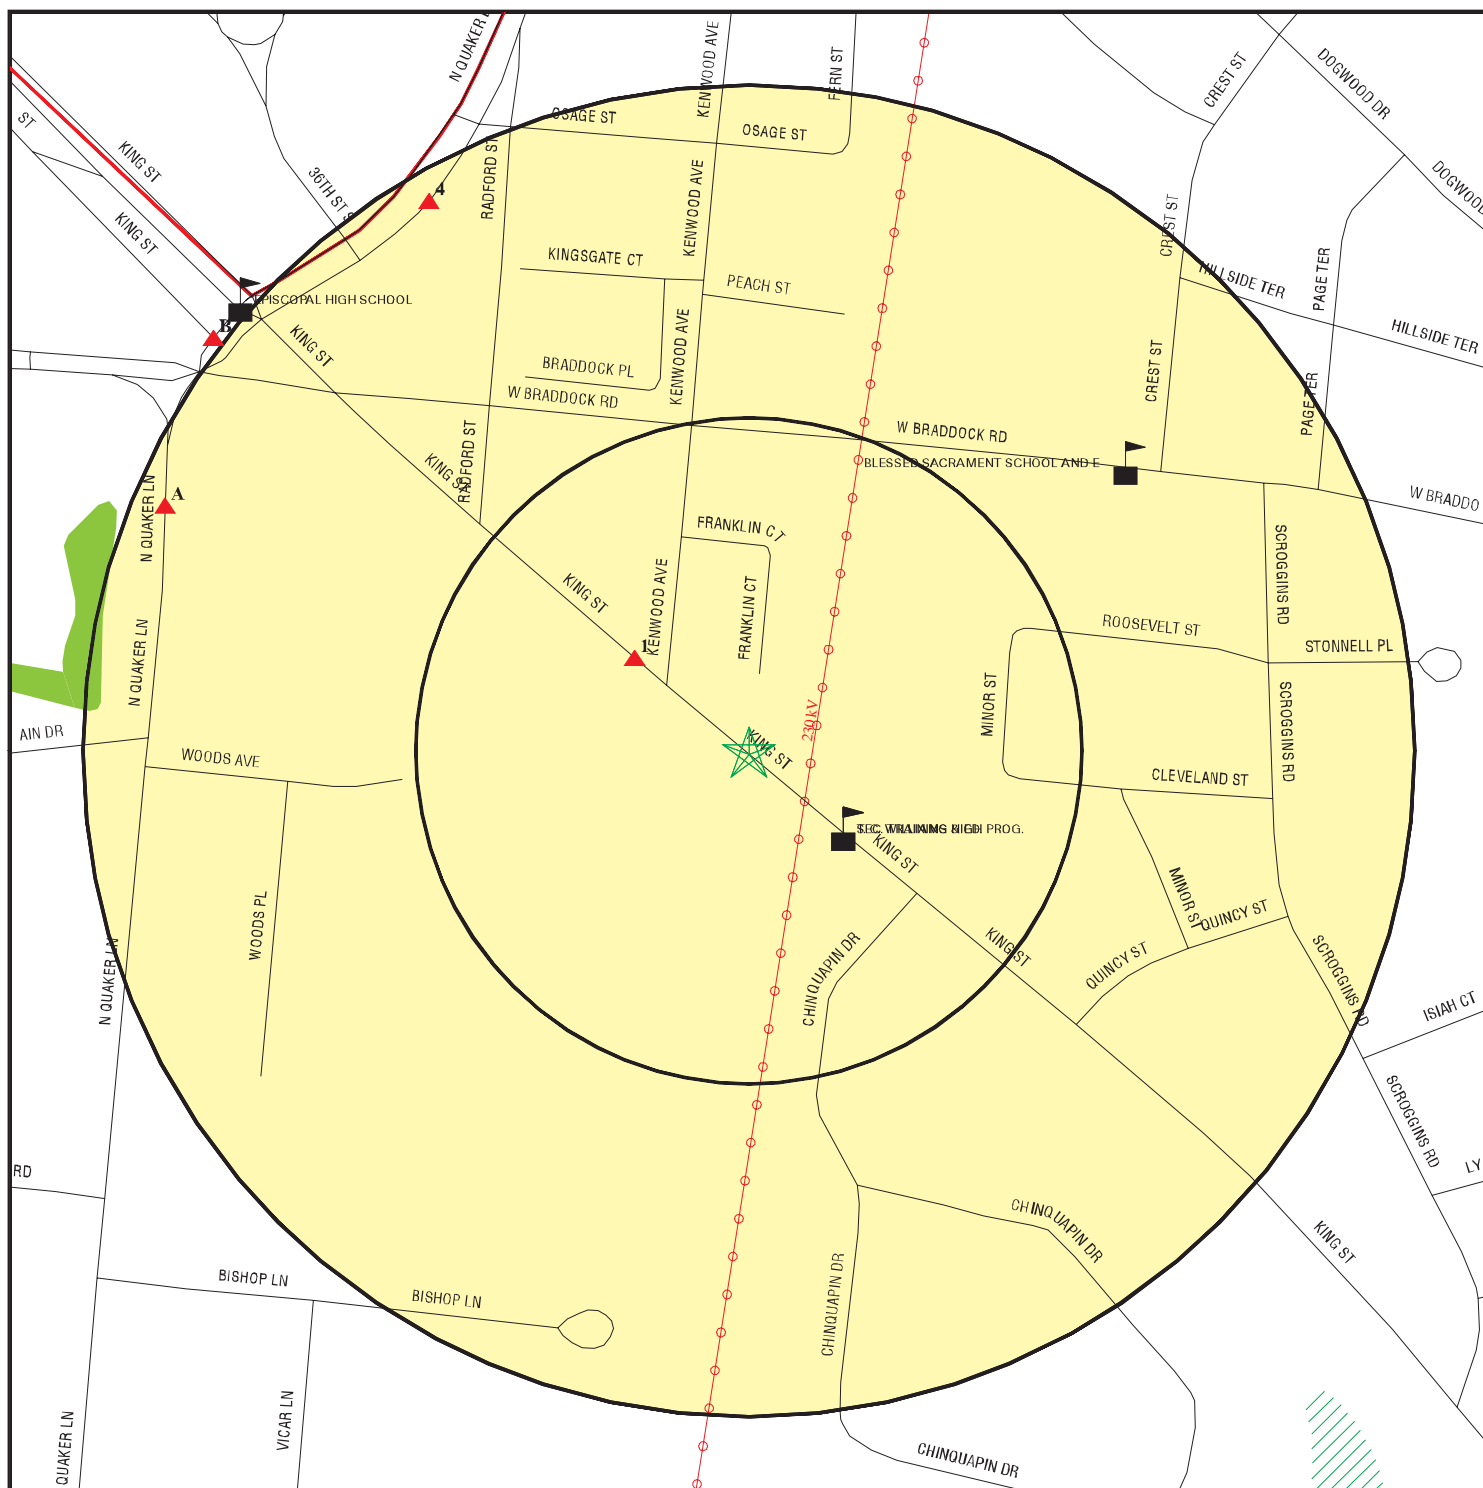 N QUAKER
KENWOOD AVE
FERN ST
CREST ST
DOGWOOD DR
ST
KING ST
OSAGE ST
OSAGE ST
36TH ST S
4
RADFORD ST
KENWOOD AVE
DOGWOOD
KING ST
KINGSGATE CT
PEACH ST
CREST ST
HILLSIDE TER
PAGE TER
EPISCOPAL HIGH SCHOOL
B
KING ST
KENWOOD AVE
HILLSIDE TER
BRADDOCK PL
W BRADDOCK RD
CREST ST
PAGE TER
W BRADDOCK RD
KING ST
RADFORD ST
BLESSED SACRAMENT SCHOOL AND E
A
N QUAKER LN
W BRADDO
FRANKLIN CT
SCROGGINS RD
KING ST
KENWOOD AVE
FRANKLIN CT
1
ROOSEVELT ST
STONNELL PL
N QUAKER LN
MINOR ST
230 kV
SCROGGINS RD
AIN DR
WOODS AVE
KING ST
CLEVELAND ST
KING ST
WOODS PL
MINOR ST
QUINCY ST
CHINQUAPIN DR
KING ST
QUINCY ST
N QUAKER LN
SCROGGINS RD
ISIAH CT
SCROGGINS RD
RD
LY
CHINQUAPIN DR
KING ST
BISHOP LN
BISHOP LN
CHINQUAPIN DR
QUAKER LN
VICAR LN
CHINQUAPIN DR